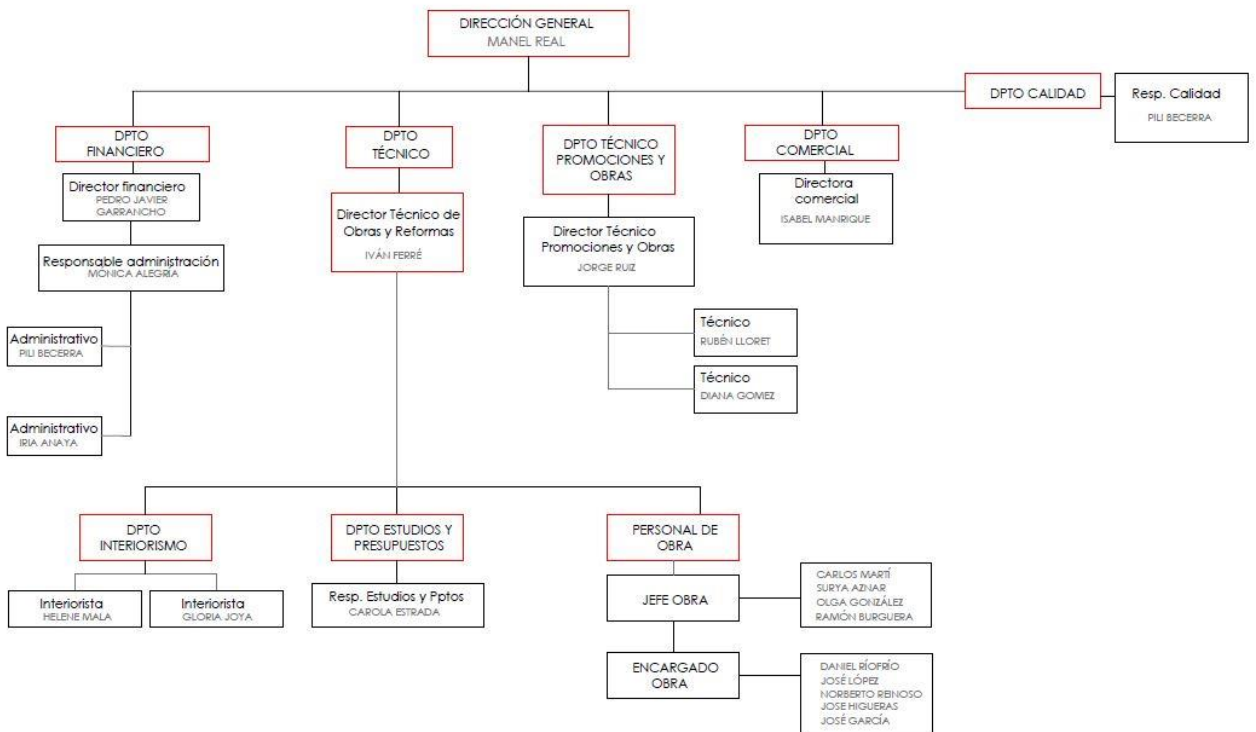 DIRECCIÓN GENERAL
MANEL REAL
DPTO CALIDAD
Resp. Calidad
PILI BECERRA
DPTO
FINANCIERO
DPTO
TÉCNICO
DPTO TÉCNICO
PROMOCIONES Y
OBRAS
DPTO
COMERCIAL
Director financiero
PEDRO JAVIER
GARRANCHO
Director Técnico de
Obras y Reformas
IVÁN FERRÉ
Director Técnico
Promociones y Obras
JORGE RUIZ
Directora
comercial
ISABEL MANRIQUE
Responsable administración
MÓNICA ALEGRIA
Administrativo
PILI BECERRA
Administrativo
IRIA ANAYA
Técnico
RUBÉN LLORET
Técnico
DIANA GOMEZ
DPTO
INTERIORISMO
DPTO ESTUDIOS Y
PRESUPUESTOS
PERSONAL DE
OBRA
Interiorista
HELENE MALA
Interiorista
GLORIA JOYA
Resp. Estudios y Pptos
CAROLA ESTRADA
JEFE OBRA
CARLOS MARTÍ
SURYA AZNAR
OLGA GONZÁLEZ
RAMÓN BURGUERA
ENCARGADO
OBRA
DANIEL RÍOFRÍO
JOSÉ LÓPEZ
NORBERTO REINOSO
JOSE HIGUERAS
JOSÉ GARCÍA